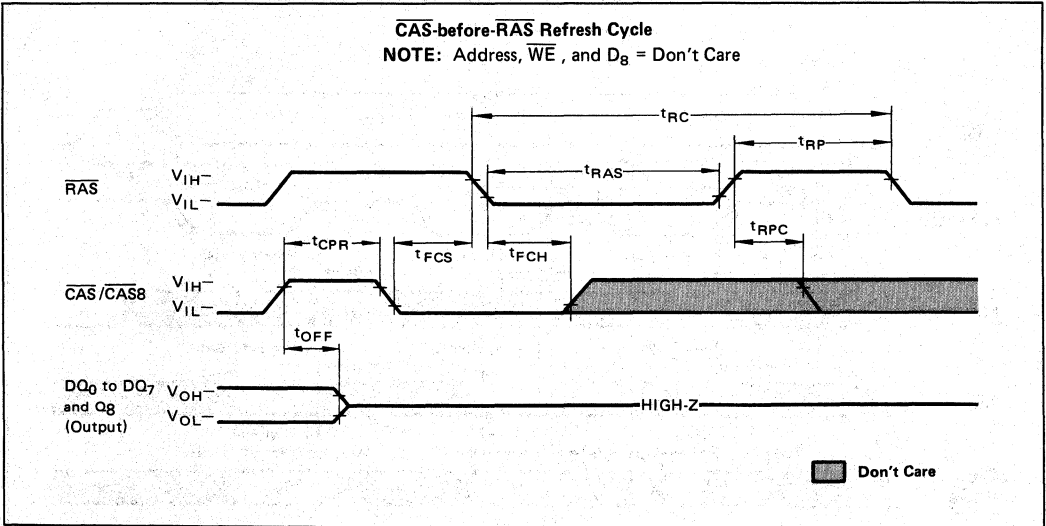 CAS-before-RAS Refresh Cycle
NOTE: Address, WE , and D8 = Don't Care
tRC
tRP
RAS
VIH
VIL
tRAS
tCPR
tFCS
tFCH
tRPC
CAS/CAS8
VIH
VIL
tOFF
DQ0 to DQ7
and Q8
(Output)
VOH
VOL
HIGH-Z
Don't Care